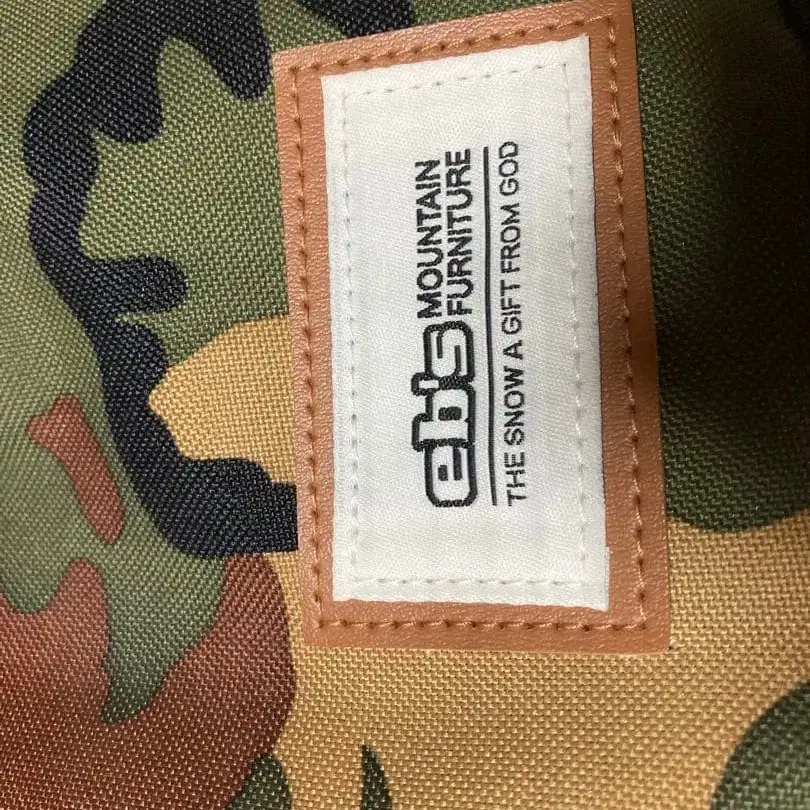 eb's MOUNTAIN
FURNITURE
THE SNOW A GIFT FROM GOD